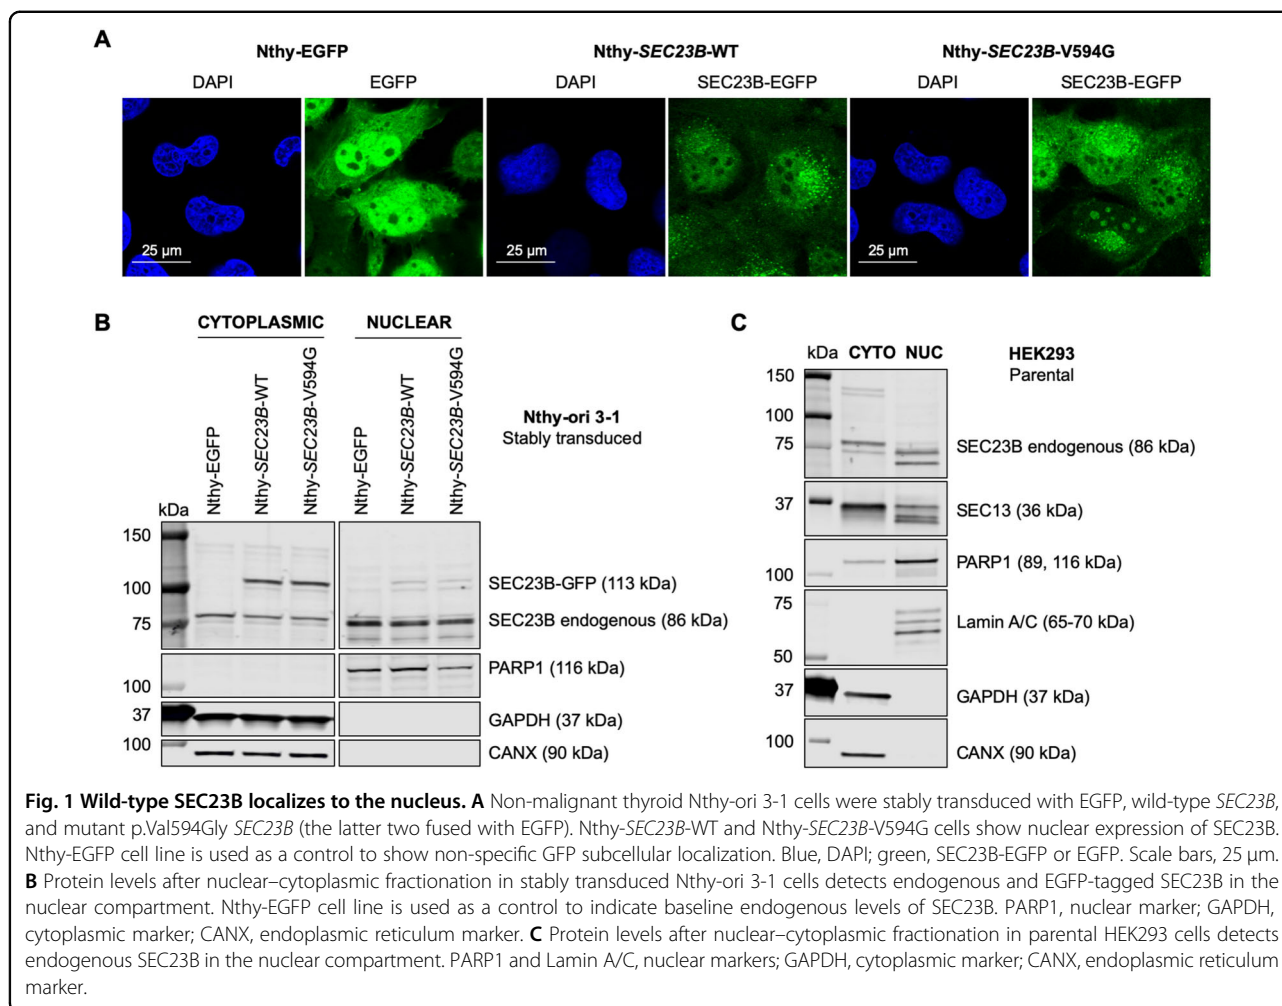 A
Nthy-EGFP
Nthy-SEC23B-WT
Nthy-SEC23B-V594G
DAPI
EGFP
DAPI
SEC23B-EGFP
DAPI
SEC23B-EGFP
25 µm
25 µm
25 µm
B
CYTOPLASMIC
NUCLEAR
Nthy-EGFP
Nthy-SEC23B-WT
Nthy-SEC23B-V594G
Nthy-EGFP
Nthy-SEC23B-WT
Nthy-SEC23B-V594G
Nthy-ori 3-1
Stably transduced
kDa
150
100
75
100
37
100
SEC23B-GFP (113 kDa)
SEC23B endogenous (86 kDa)
PARP1 (116 kDa)
GAPDH (37 kDa)
CANX (90 kDa)
C
kDa
CYTO
NUC
HEK293
Parental
150
100
75
37
100
75
50
37
100
SEC23B endogenous (86 kDa)
SEC13 (36 kDa)
PARP1 (89, 116 kDa)
Lamin A/C (65-70 kDa)
GAPDH (37 kDa)
CANX (90 kDa)
Fig. 1 Wild-type SEC23B localizes to the nucleus. A Non-malignant thyroid Nthy-ori 3-1 cells were stably transduced with EGFP, wild-type SEC23B,
and mutant p.Val594Gly SEC23B (the latter two fused with EGFP). Nthy-SEC23B-WT and Nthy-SEC23B-V594G cells show nuclear expression of SEC23B.
Nthy-EGFP cell line is used as a control to show non-specific GFP subcellular localization. Blue, DAPI; green, SEC23B-EGFP or EGFP. Scale bars, 25 µm.
B Protein levels after nuclear–cytoplasmic fractionation in stably transduced Nthy-ori 3-1 cells detects endogenous and EGFP-tagged SEC23B in the
nuclear compartment. Nthy-EGFP cell line is used as a control to indicate baseline endogenous levels of SEC23B. PARP1, nuclear marker; GAPDH,
cytoplasmic marker; CANX, endoplasmic reticulum marker. C Protein levels after nuclear–cytoplasmic fractionation in parental HEK293 cells detects
endogenous SEC23B in the nuclear compartment. PARP1 and Lamin A/C, nuclear markers; GAPDH, cytoplasmic marker; CANX, endoplasmic reticulum
marker.